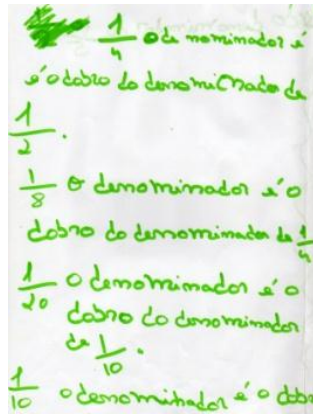 1/4 o de nominador é
é o dobro do denominador de
1/2.
1/8 o denominador é o
dobro do denominador de 1/4
1/20 o denominador é o
dobro do denominador
de 1/10.
1/10 o denominador é o dobr